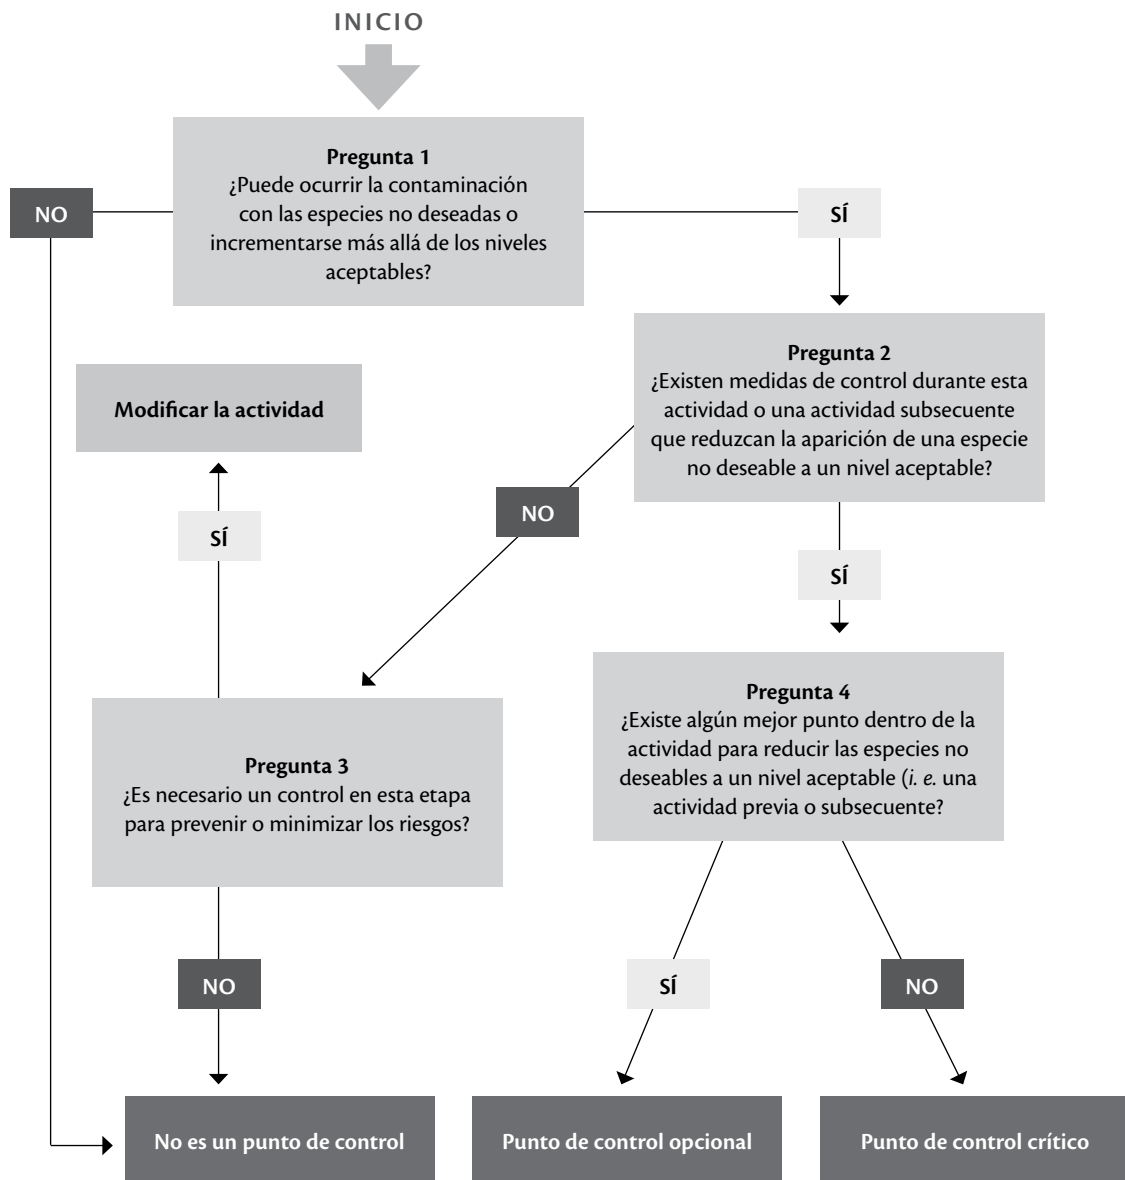 INICIO
Pregunta 1
¿Puede ocurrir la contaminación
con las especies no deseadas o
incrementarse más allá de los niveles
aceptables?
NO
SÍ
Pregunta 2
¿Existen medidas de control durante esta
actividad o una actividad subsecuente
que reduzcan la aparición de una especie
no deseable a un nivel aceptable?
Modificar la actividad
NO
SÍ
SÍ
Pregunta 4
¿Existe algún mejor punto dentro de la
actividad para reducir las especies no
deseables a un nivel aceptable (i. e. una
actividad previa o subsecuente?
Pregunta 3
¿Es necesario un control en esta etapa
para prevenir o minimizar los riesgos?
NO
SÍ
NO
No es un punto de control
Punto de control opcional
Punto de control crítico